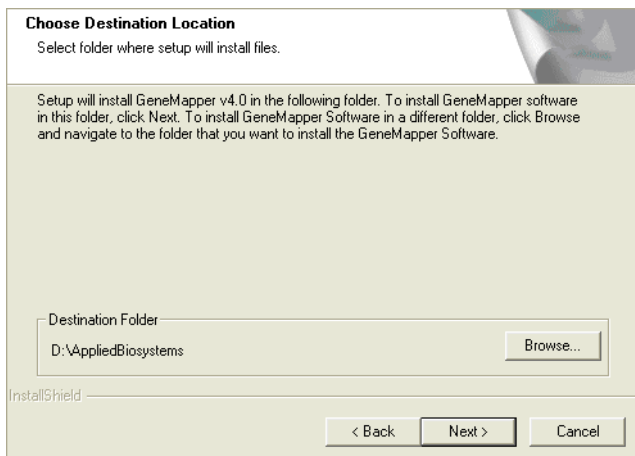 Choose Destination Location
Select folder where setup will install files.
Setup will install GeneMapper v4.0 in the following folder. To install GeneMapper software
in this folder, click Next. To install GeneMapper Software in a different folder, click Browse
and navigate to the folder that you want to install the GeneMapper Software.
Destination Folder
D:\AppliedBiosystems
Browse...
InstallShield
< Back
Next >
Cancel